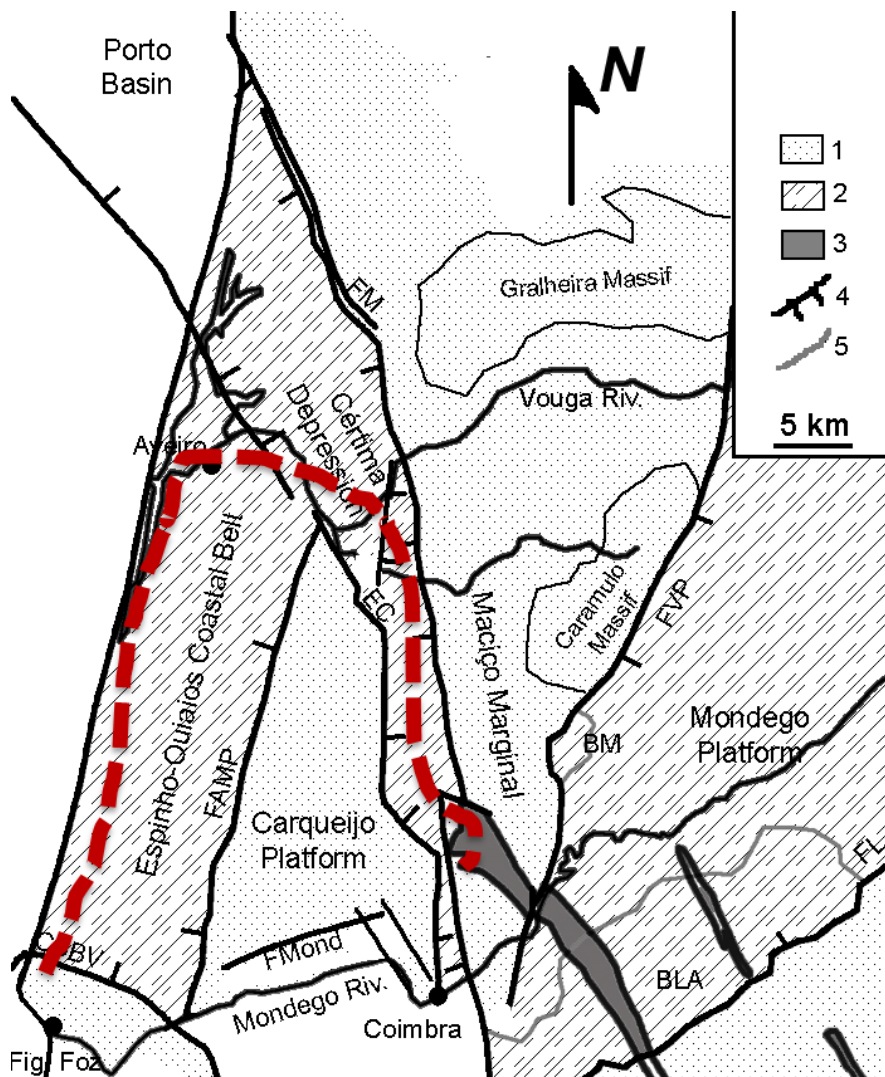 Porto
Basin
N
1
2
3
4
5
5 km
Gralheira Massif
FM
Vouga Riv.
Cértima
Depression
Aveiro
Caramulo
Massif
FVP
EC
Maciço Marginal
Espinho-Quiaios Coastal Belt
FAMP
Mondego
Platform
BM
Carqueijo
Platform
FL
FMond
BLA
Mondego Riv.
Coimbra
Fig. Foz